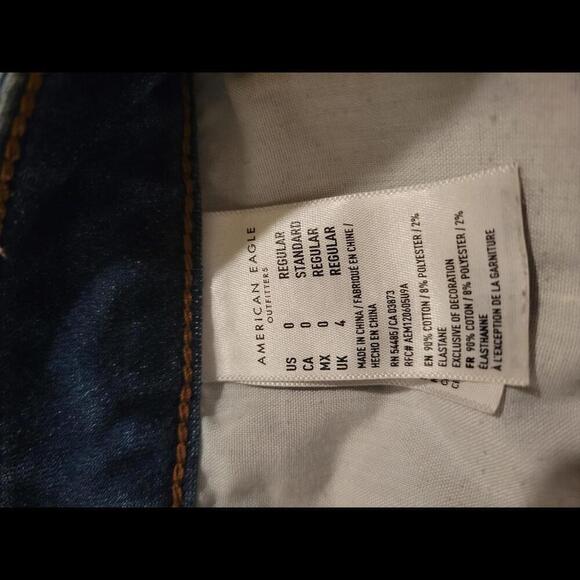 AMERICAN EAGLE
OUTFITTERS
US 0 REGULAR
CA 0 STANDARD
MX 0 REGULAR
UK 4 REGULAR
MADE IN CHINA / FABRIQUÉ EN CHINE /
HECHO EN CHINA
RN 54485/CA 03873
RFC# AEM120605U9A
EN 90% COTTON / 8% POLYESTER / 2%
ELASTANE
EXCLUSIVE OF DECORATION
FR 90% COTON / 8% POLYESTER / 2%
ÉLASTHANNE
À L'EXCEPTION DE LA GARNITURE